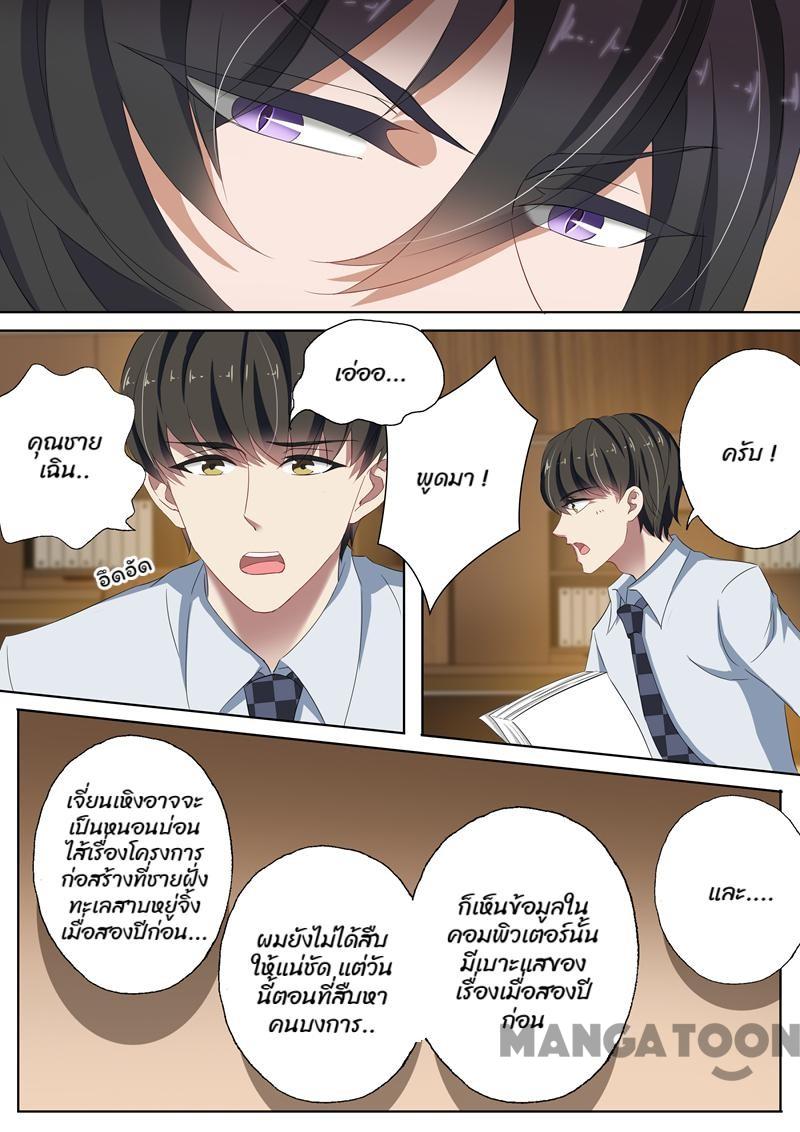 คุณชาย
เฉิน..
เอ่ออ...
อึดอัด
พูดมา !
ครับ !
เจี่ยนเหิงอาจจะ
เป็นหนอนบ่อน
ไส้เรื่องโครงการ
ก่อสร้างที่ชายฝั่ง
ทะเลสาบหยู่จิ้ง
เมื่อสองปีก่อน...
ผมยังไม่ได้สืบ
ให้แน่ชัด แต่วัน
นี้ตอนที่สืบหา
คนบงการ..
ก็เห็นข้อมูลใน
คอมพิวเตอร์นั้น
มีเบาะแสของ
เรื่องเมื่อสองปี
ก่อน
และ....
MANGATOON